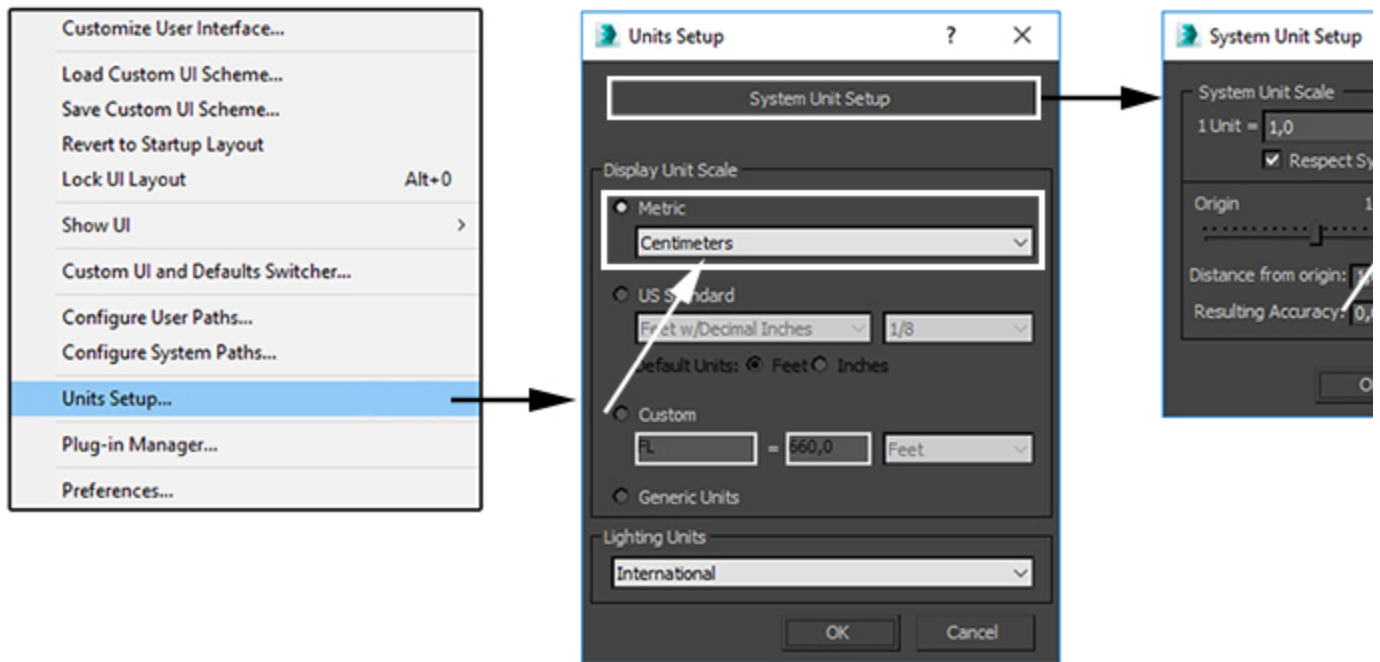 Customize User Interface...
Load Custom UI Scheme...
Save Custom UI Scheme...
Revert to Startup Layout
Lock UI Layout Alt+0
Show UI
Custom UI and Defaults Switcher...
Configure User Paths...
Configure System Paths...
Units Setup...
Plug-in Manager...
Preferences...
Units Setup ? X
System Unit Setup
Display Unit Scale
Metric
Centimeters
US Standard
Feet w/Decimal Inches 1/8
Default Units: Feet Inches
Custom
FL = 660,0 Feet
Generic Units
Lighting Units
International
OK Cancel
System Unit Setup
System Unit Scale
1 Unit = 1,0
Respect
Origin
Distance from origin:
Resulting Accuracy: